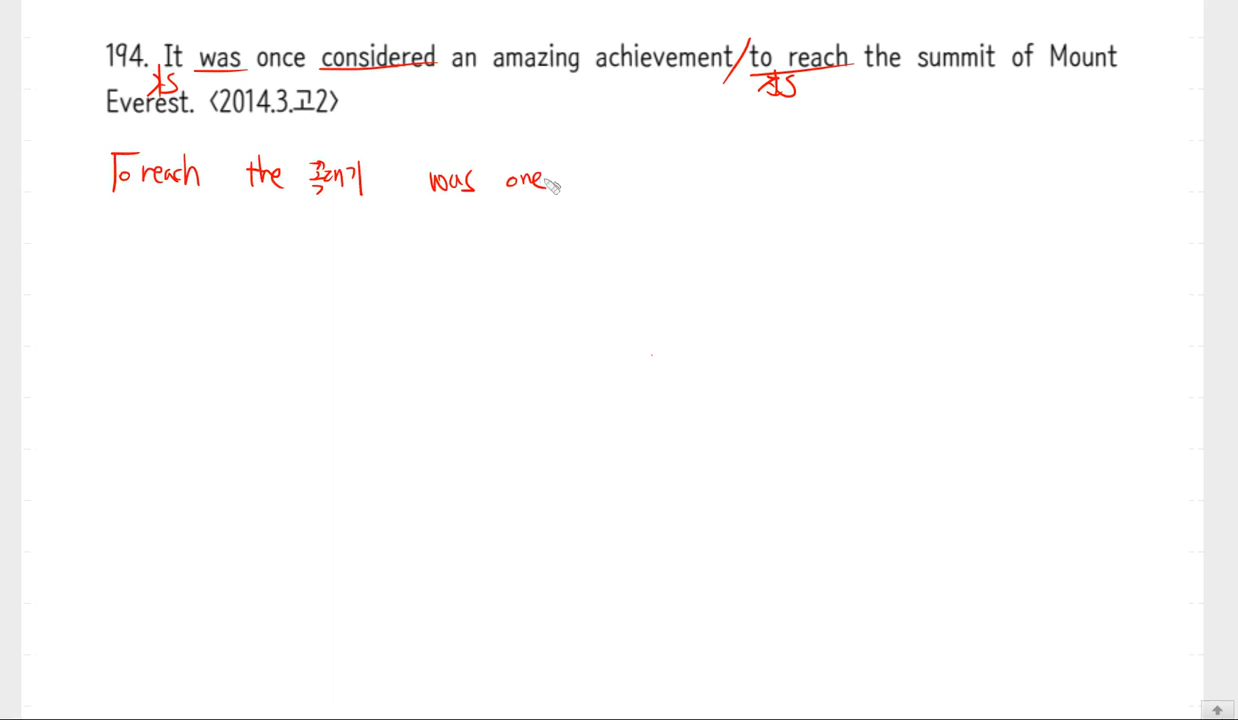 194. It was once considered an amazing achievement/to reach the summit of Mount
가S 진S
Everest. <2014.3.고2>
To reach the 꼭대기 was one